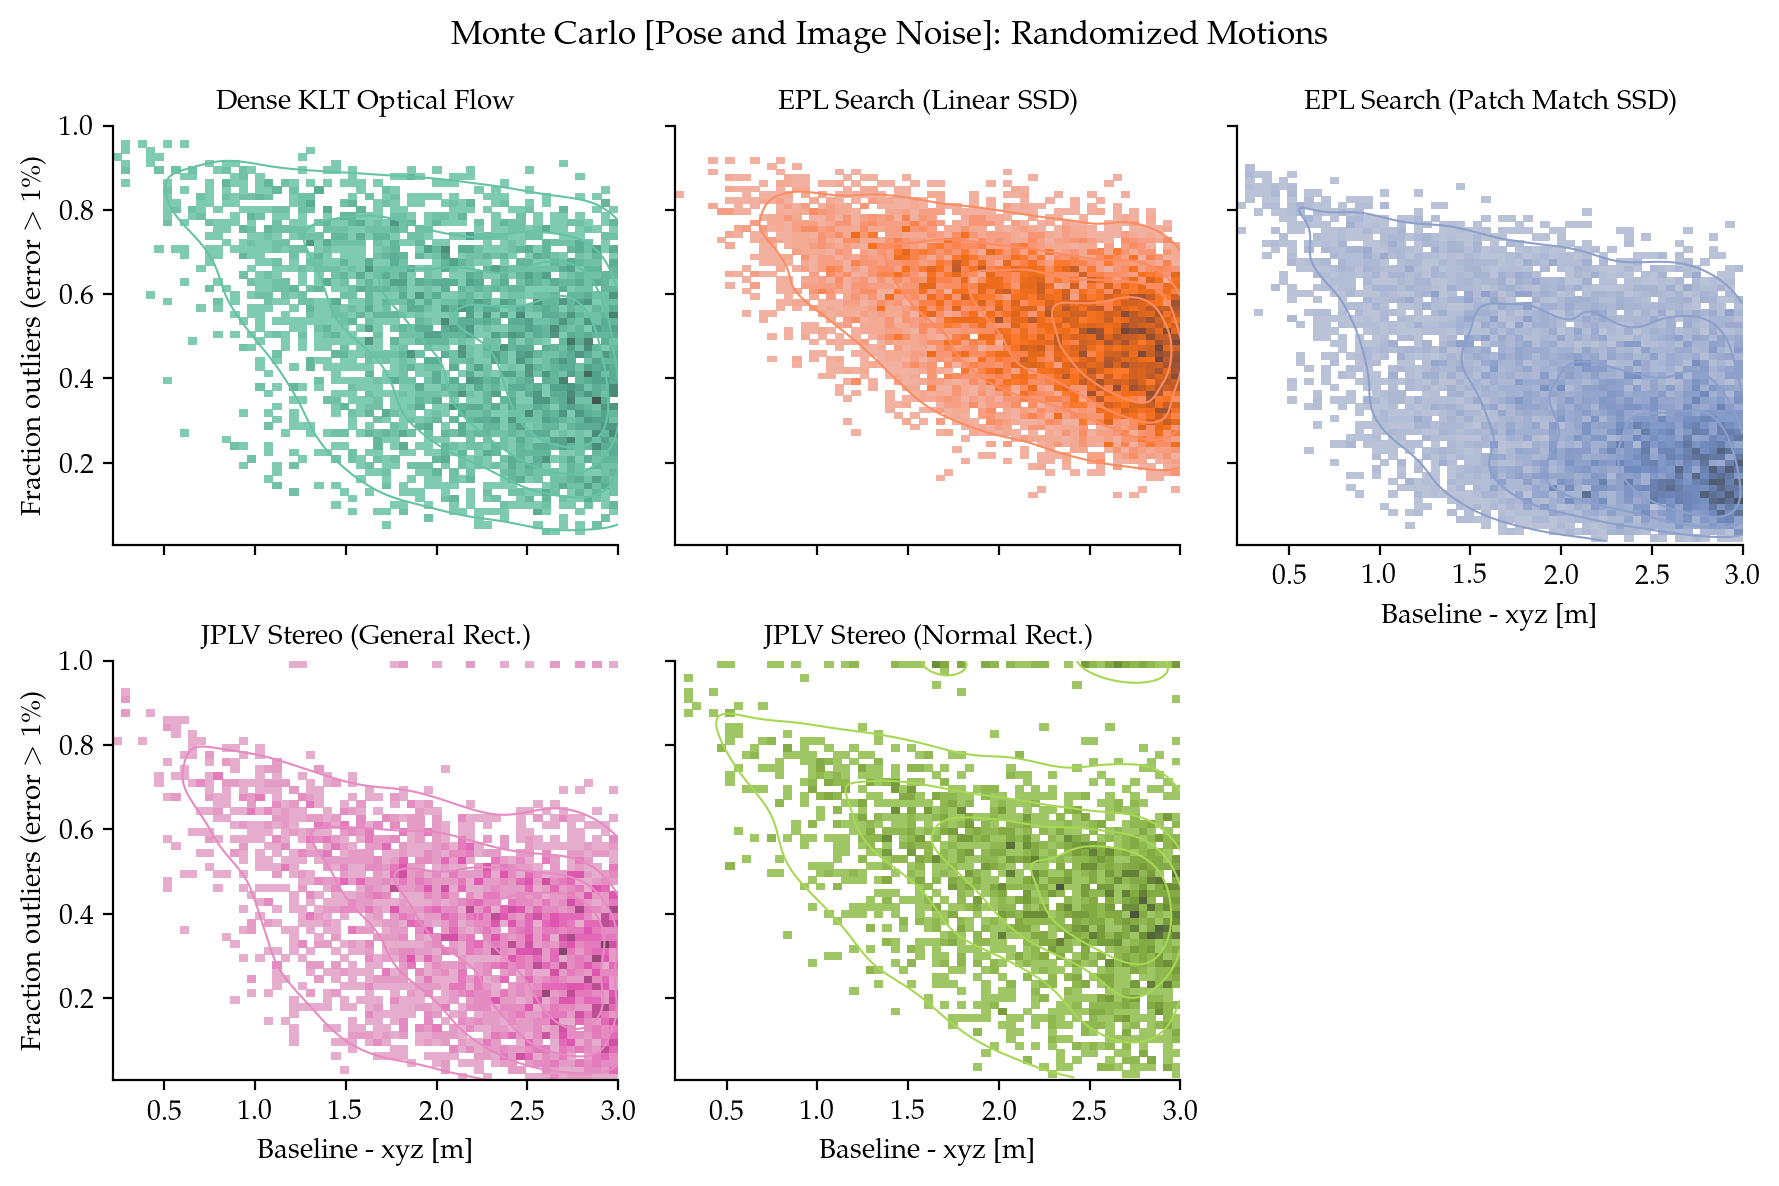 Monte Carlo [Pose and Image Noise]: Randomized Motions
Dense KLT Optical Flow
EPL Search (Linear SSD)
EPL Search (Patch Match SSD)
Fraction outliers (error > 1%)
1.0
0.8
0.6
0.4
0.2
0.5 1.0 1.5 2.0 2.5 3.0
Baseline - xyz [m]
JPLV Stereo (General Rect.)
JPLV Stereo (Normal Rect.)
Fraction outliers (error > 1%)
1.0
0.8
0.6
0.4
0.2
0.5 1.0 1.5 2.0 2.5 3.0
0.5 1.0 1.5 2.0 2.5 3.0
Baseline - xyz [m]
Baseline - xyz [m]